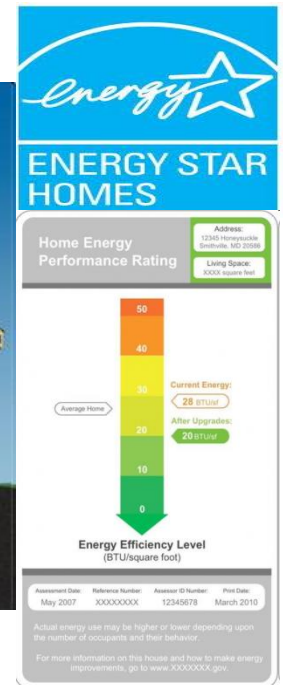 energy
ENERGY STAR
HOMES
Home Energy
Performance Rating
Address:
12345 Honeysuckle
Smithville, MD 20586
Living Space:
XXXX square feet
50
40
30
20
10
0
Average Home
Current Energy:
28 BTU/sf
After Upgrades:
20 BTU/sf
Energy Efficiency Level
(BTU/square foot)
Assessment Date:
May 2007
Reference Number:
XXXXXXXX
Assessor ID Number:
12345678
Print Date:
March 2010
Actual energy use may be higher or lower depending upon
the number of occupants and their behavior.
For more information on this house and how to make energy
improvements, go to www.XXXXXXX.gov.